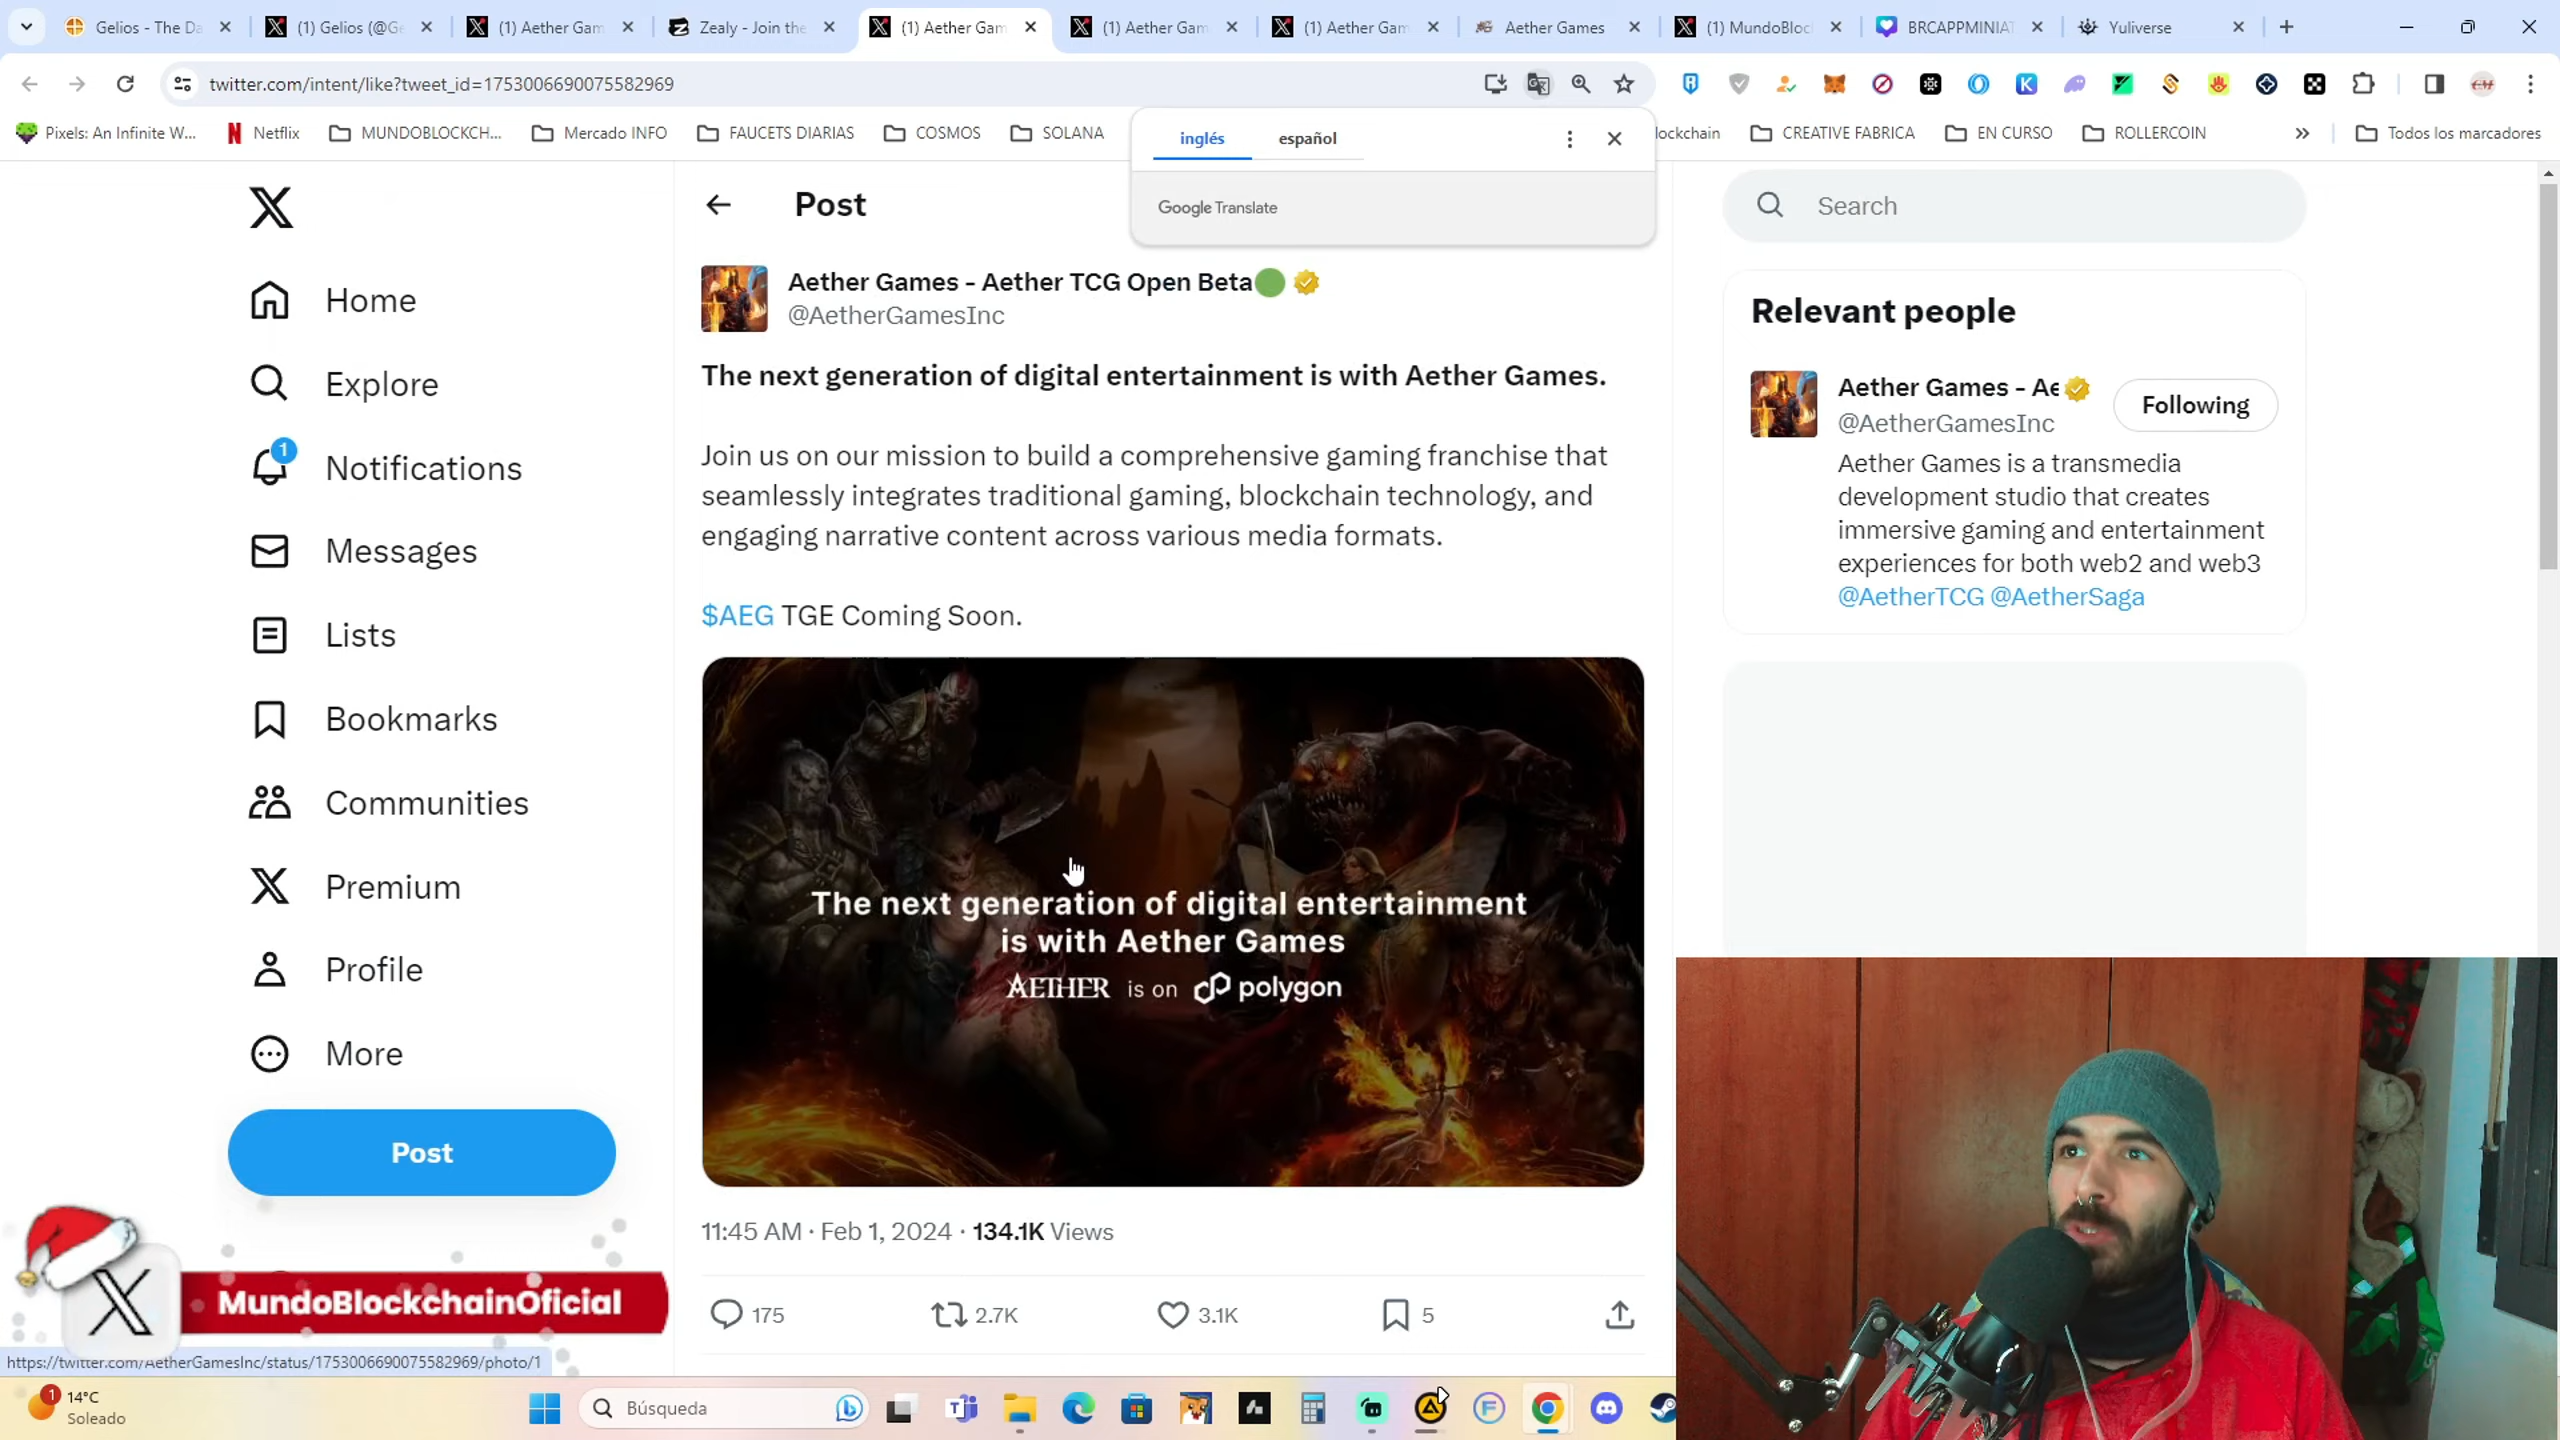 Gelios - The Da
(1) Gelios (@Ge
(1) Aether Gam
Zealy - Join the
(1) Aether Gam
(1) Aether Gam
(1) Aether Gam
Aether Games
(1) MundoBloc
BRCAPPMINIAT
Yuliverse
twitter.com/intent/like?tweet_id=1753006690075582969
Pixels: An Infinite W...
Netflix
MUNDOBLOCKCH...
Mercado INFO
FAUCETS DIARIAS
COSMOS
SOLANA
lockchain
CREATIVE FABRICA
EN CURSO
ROLLERCOIN
Todos los marcadores
inglés
español
Google Translate
Home
Explore
1
Notifications
Messages
Lists
Bookmarks
Communities
Premium
Profile
More
Post
Post
Aether Games - Aether TCG Open Beta
@AetherGamesInc
The next generation of digital entertainment is with Aether Games.
Join us on our mission to build a comprehensive gaming franchise that
seamlessly integrates traditional gaming, blockchain technology, and
engaging narrative content across various media formats.
$AEG TGE Coming Soon.
The next generation of digital entertainment
is with Aether Games
AETHER is on polygon
11:45 AM · Feb 1, 2024 · 134.1K Views
175
2.7K
3.1K
5
Search
Relevant people
Aether Games - Ae
@AetherGamesInc
Following
Aether Games is a transmedia
development studio that creates
immersive gaming and entertainment
experiences for both web2 and web3
@AetherTCG @AetherSaga
MundoBlockchainOficial
https://twitter.com/AetherGamesInc/status/1753006690075582969/photo/1
1
14°C
Soleado
Búsqueda